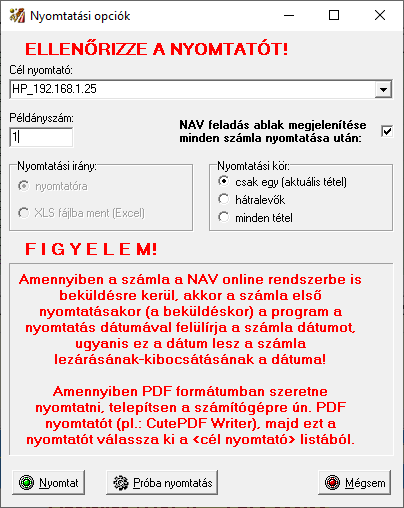 Nyomtatási opciók
ELLENŐRIZZE A NYOMTATÓT!
Cél nyomtató:
HP_192.168.1.25
Példányszám:
1
NAV feladás ablak megjelenítése
minden számla nyomtatása után:
Nyomtatási irány:
nyomtatóra
XLS fájlba ment (Excel)
Nyomtatási kör:
csak egy (aktuális tétel)
hátralevők
minden tétel
F I G Y E L E M!
Amennyiben a számla a NAV online rendszerbe is
beküldésre kerül, akkor a számla első
nyomtatásakor (a beküldéskor) a program a
nyomtatás dátumával felülírja a számla dátumot,
ugyanis ez a dátum lesz a számla
lezárásának-kibocsátásának a dátuma!
Amennyiben PDF formátumban szeretne
nyomtatni, telepítsen a számítógépre ún. PDF
nyomtatót (pl.: CutePDF Writer), majd ezt a
nyomtatót válassza ki a <cél nyomtató> listából.
Nyomtat
Próba nyomtatás
Mégsem